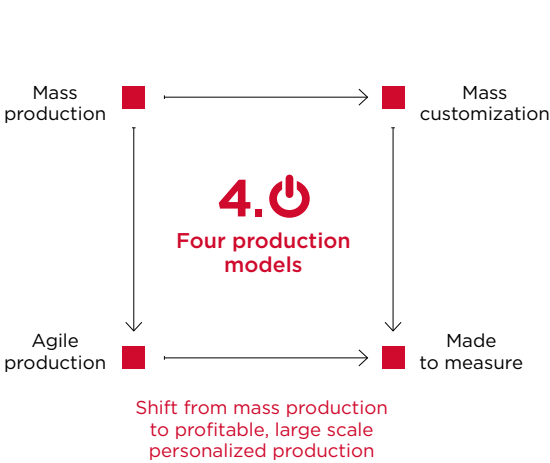 Mass
production
Mass
customization
4.0
Four production
models
Agile
production
Made
to measure
Shift from mass production
to profitable, large scale
personalized production